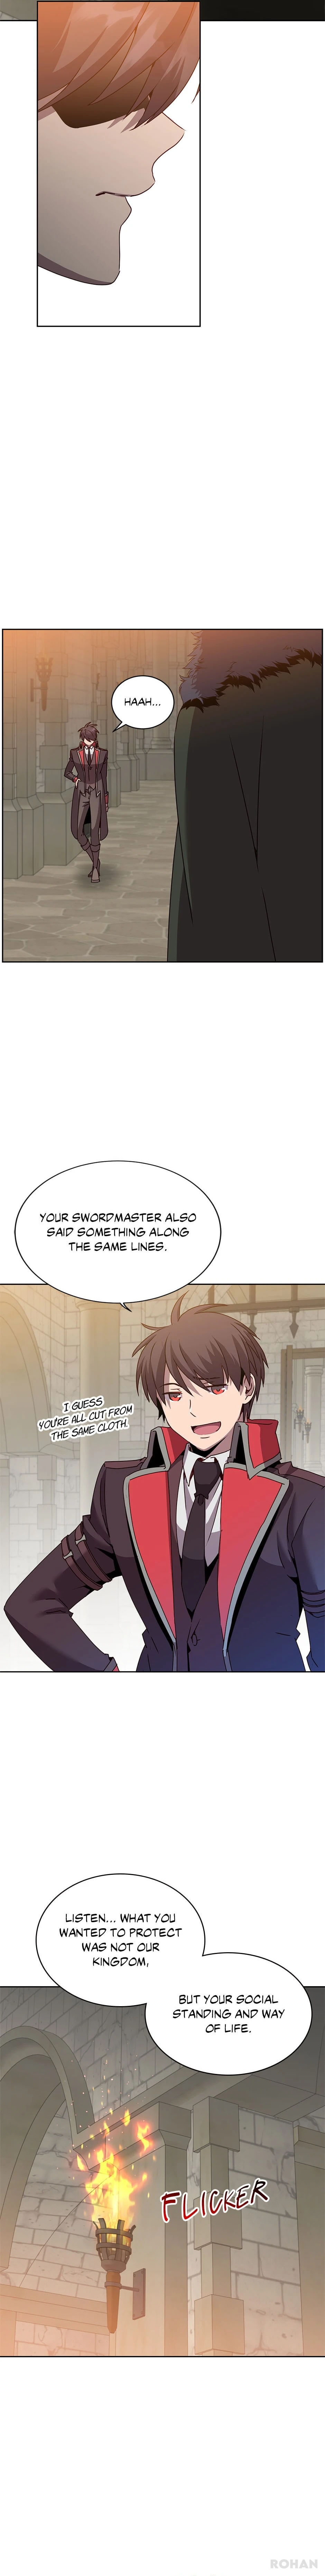 HAAH...
YOUR SWORDMASTER ALSO
SAID SOMETHING ALONG
THE SAME LINES.
I GUESS
YOU'RE ALL CUT FROM
THE SAME CLOTH.
LISTEN... WHAT YOU
WANTED TO PROTECT
WAS NOT OUR
KINGDOM,
BUT YOUR SOCIAL
STANDING AND WAY
OF LIFE.
FLICKER
ROHAN